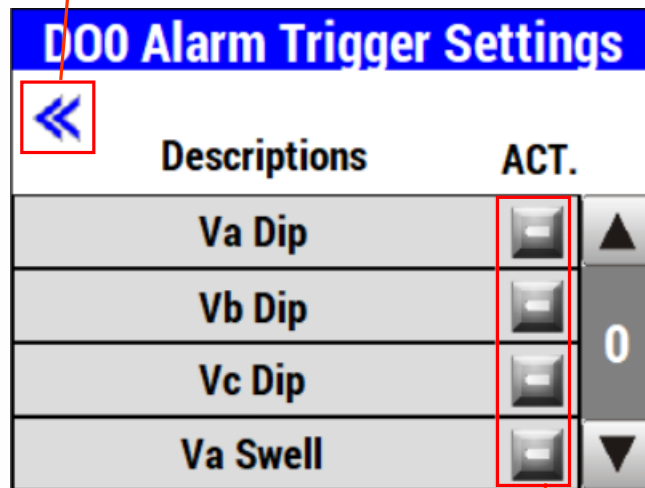 DO0 Alarm Trigger Settings
Descriptions ACT.
Va Dip
Vb Dip
0
Vc Dip
Va Swell